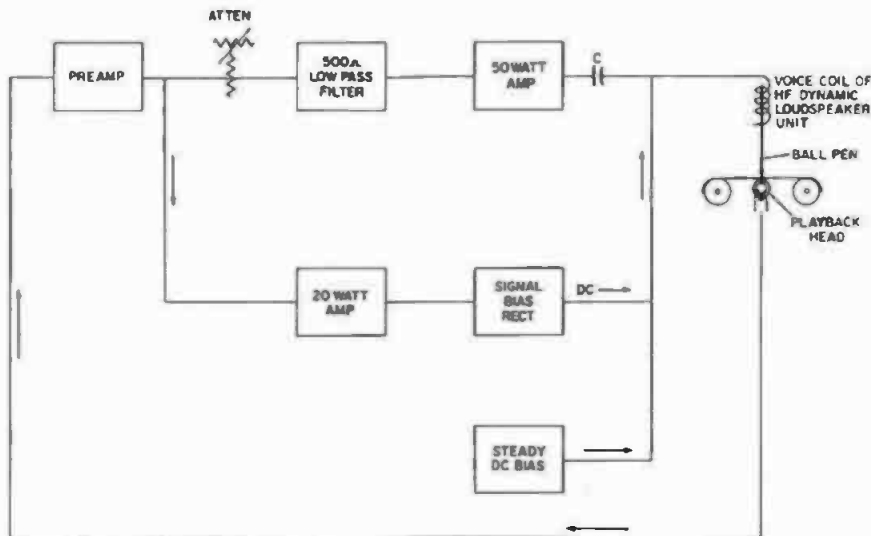 ATTEN
PREAMP
500Ω
LOW PASS
FILTER
50 WATT
AMP
C
VOICE COIL OF
HF DYNAMIC
LOUDSPEAKER
UNIT
BALL PEN
PLAYBACK
HEAD
20 WATT
AMP
SIGNAL
BIAS
RECT
DC
STEADY
DC BIAS